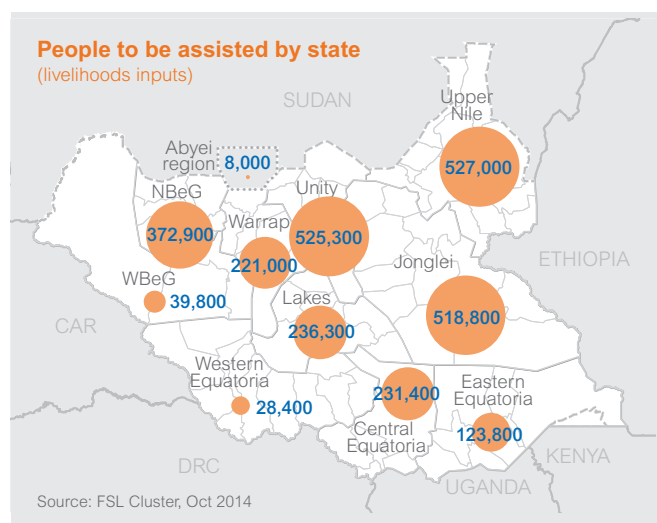 People to be assisted by state
(livelihoods inputs)
SUDAN
Upper
Nile
527,000
Abyei
region
8,000
NBeG
372,900
Warrap
221,000
Unity
525,300
ETHIOPIA
Jonglei
518,800
WBeG
39,800
Lakes
236,300
CAR
Western
Equatoria
28,400
231,400
Central
Equatoria
Eastern
Equatoria
123,800
DRC
KENYA
UGANDA
Source: FSL Cluster, Oct 2014